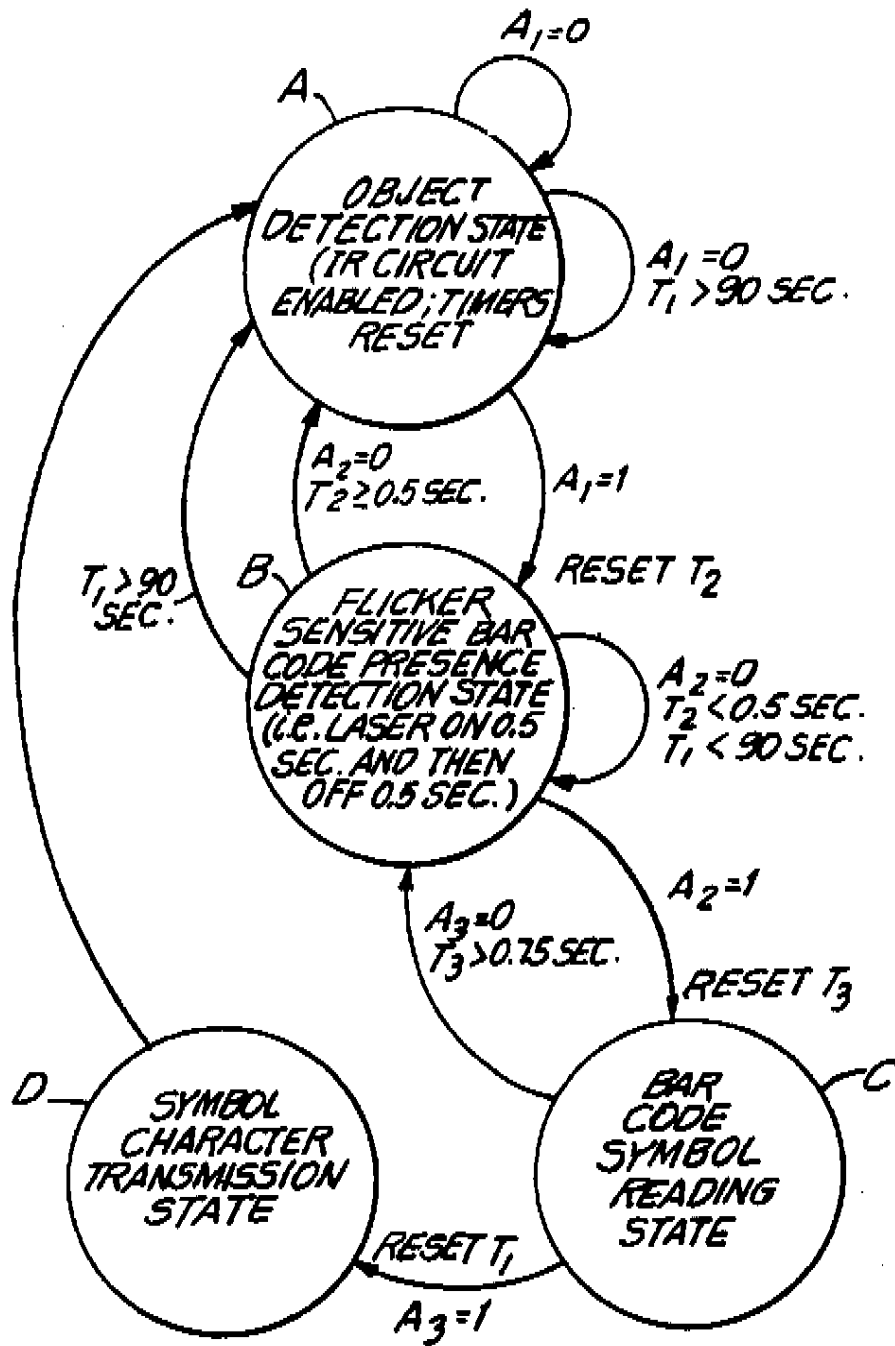 A₁=0
A
OBJECT
DETECTION STATE
(IR CIRCUIT
ENABLED; TIMERS
RESET
A₁=0
T₁>90 SEC.
A₂=0
T₂≥0.5 SEC.
A₁=1
RESET T₂
T₁>90
SEC.
B
FLICKER
SENSITIVE BAR
CODE PRESENCE
DETECTION STATE
(i.e. LASER ON 0.5
SEC. AND THEN
OFF 0.5 SEC.)
A₂=0
T₂<0.5 SEC.
T₁<90 SEC.
A₂=1
A₃=0
T₃>0.75 SEC.
RESET T₃
D
SYMBOL
CHARACTER
TRANSMISSION
STATE
C
BAR
CODE
SYMBOL
READING
STATE
RESET T₁
A₃=1